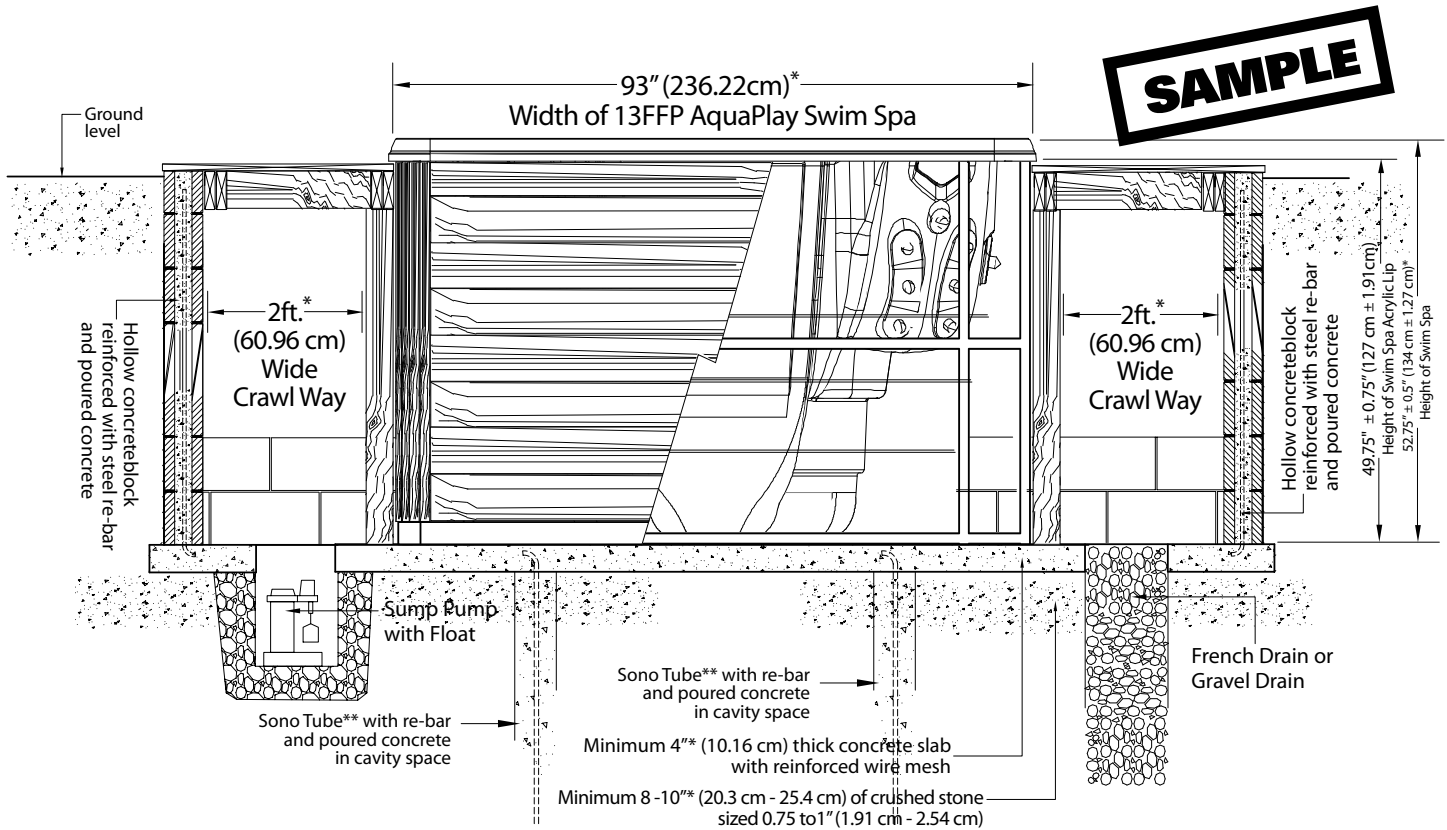 SAMPLE
93" (236.22cm)*
Width of 13FFP AquaPlay Swim Spa
Ground
level
Hollow concreteblock
reinforced with steel re-bar
and poured concrete
2ft.*
(60.96 cm)
Wide
Crawl Way
2ft.*
(60.96 cm)
Wide
Crawl Way
Hollow concreteblock
reinforced with steel re-bar
and poured concrete
49.75" ± 0.75" (127 cm ± 1.91cm)
Height of Swim Spa Acrylic Lip
52.75" ± 0.5" (134 cm ± 1.27 cm)*
Height of Swim Spa
Sump Pump
with Float
Sono Tube** with re-bar
and poured concrete
in cavity space
Sono Tube** with re-bar
and poured concrete
in cavity space
French Drain or
Gravel Drain
Minimum 4"* (10.16 cm) thick concrete slab
with reinforced wire mesh
Minimum 8 -10"* (20.3 cm - 25.4 cm) of crushed stone
sized 0.75 to1" (1.91 cm - 2.54 cm)